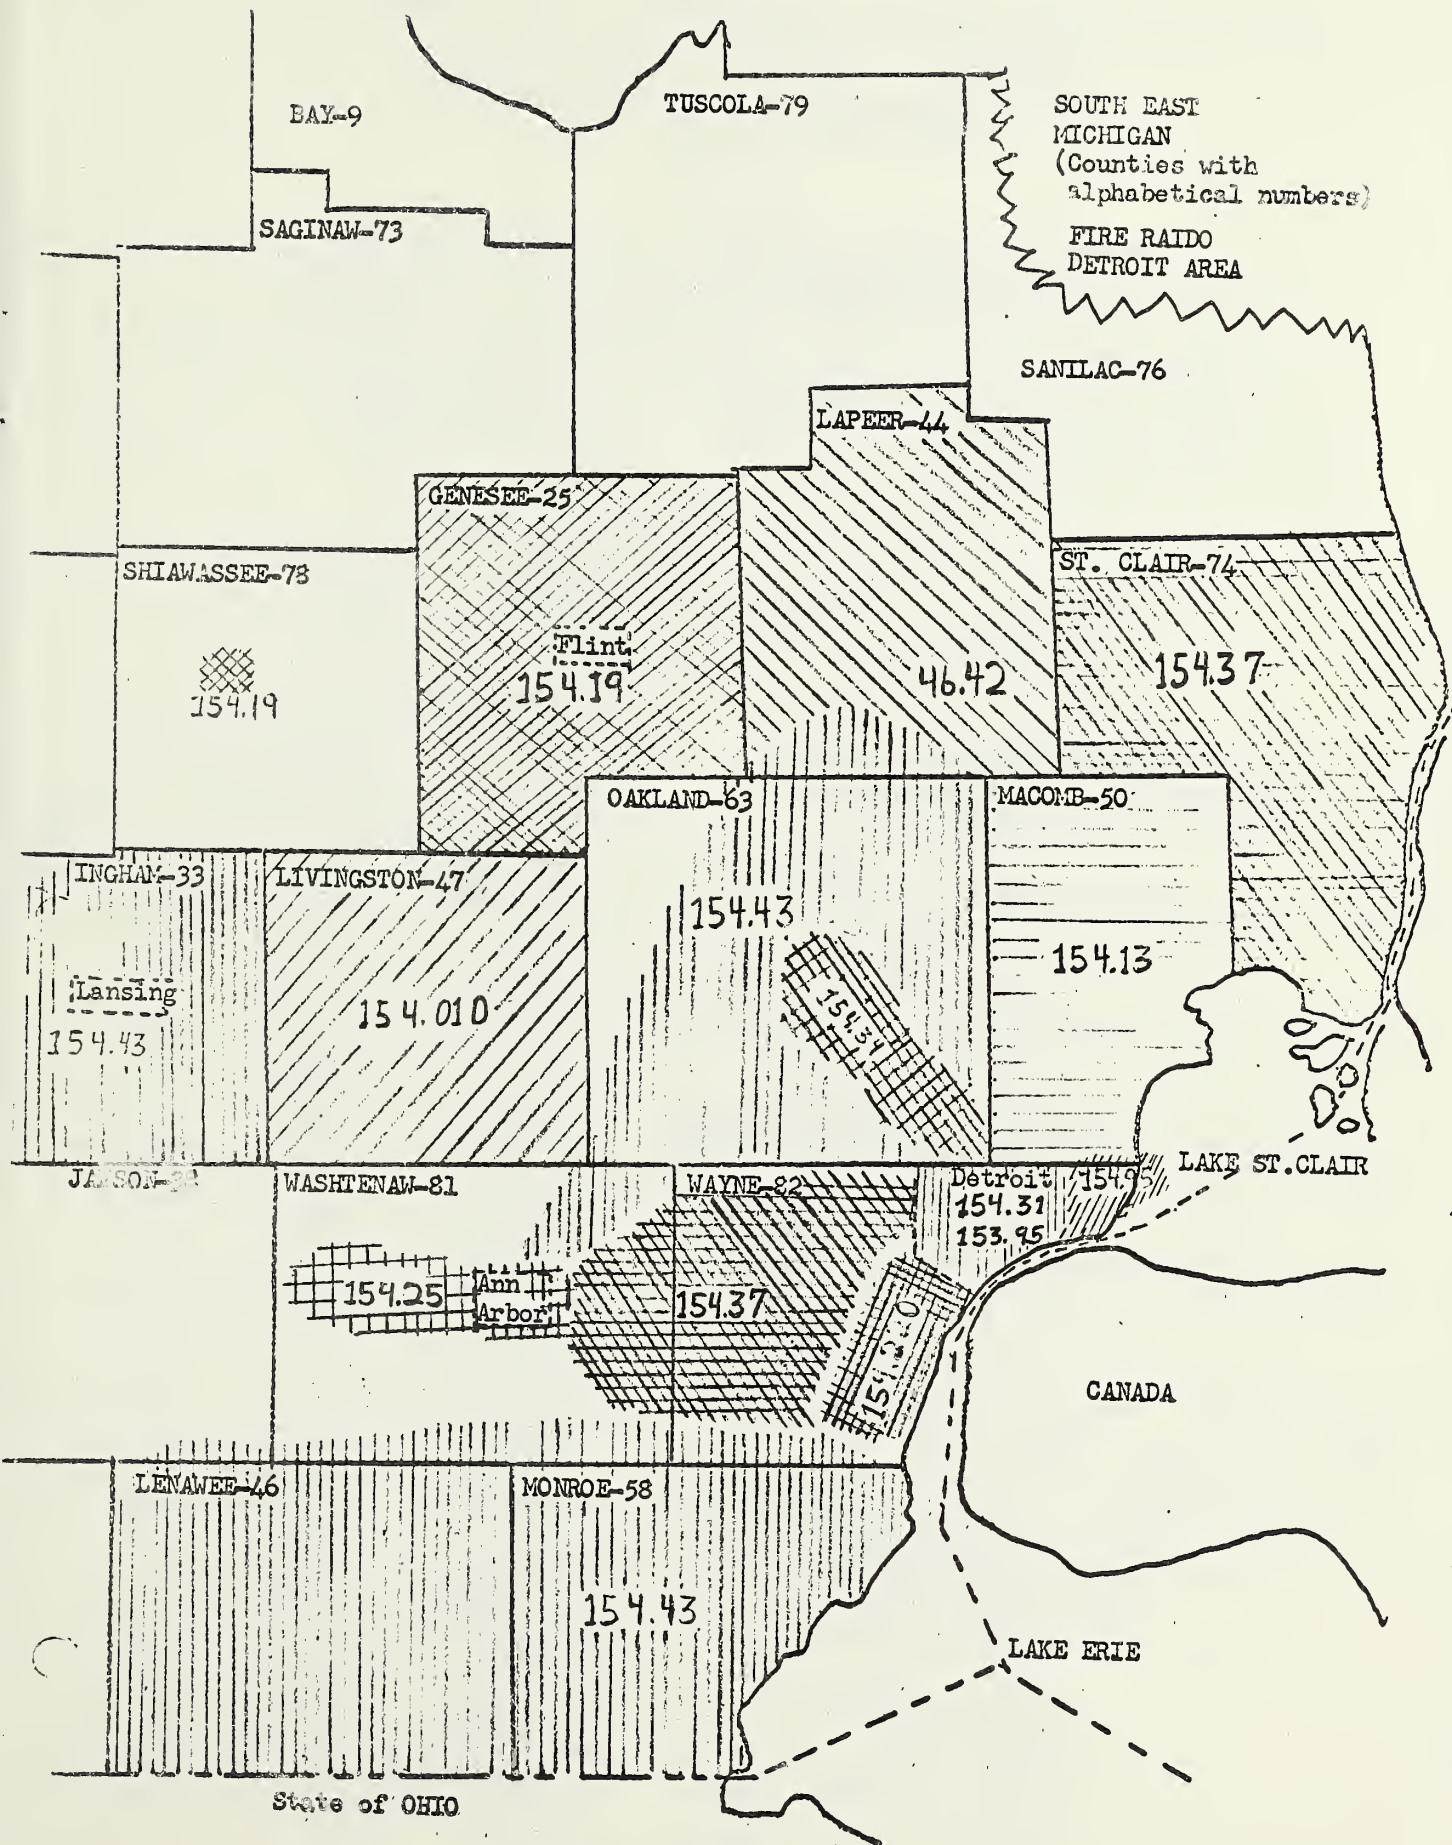 BAY-9
TUSCOLA-79
SOUTH EAST
MICHIGAN
(Counties with
alphabetical numbers)
FIRE RAIDO
DETROIT AREA
SAGINAW-73
SANILAC-76
LAPEER-44
GENESEE-25
SHIAWASSEE-78
ST. CLAIR-74
Flint
154.19
46.42
154.37
154.19
OAKLAND-63
MACOMB-50
INGHAM-33
LIVINGSTON-47
154.43
154.13
Lansing
154.43
154.010
154.34
WASHTENAW-81
WAYNE-82
Detroit
154.31
153.95
LAKE ST.CLAIR
154.25
Ann
Arbor
154.37
CANADA
LENAWEE-46
MONROE-58
154.43
LAKE ERIE
State of OHIO